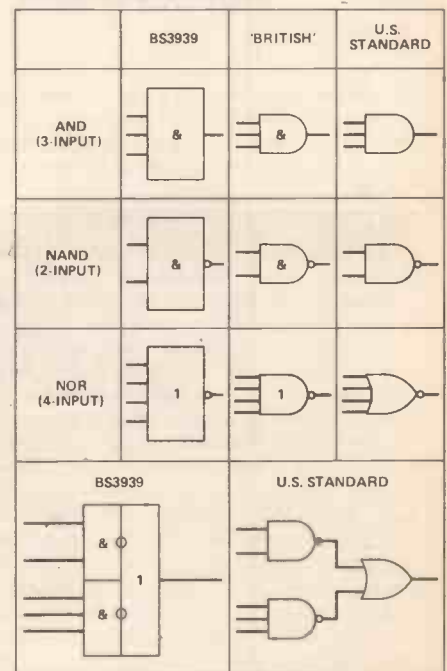 BS3939
'BRITISH'
U.S.
STANDARD
AND
(3-INPUT)
&
&
NAND
(2-INPUT)
&
&
NOR
(4-INPUT)
1
1
BS3939
U.S. STANDARD
&
1
&